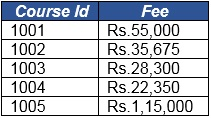 Course Id Fee
1001 Rs.55,000
1002 Rs.35,675
1003 Rs.28,300
1004 Rs.22,350
1005 Rs.1,15,000